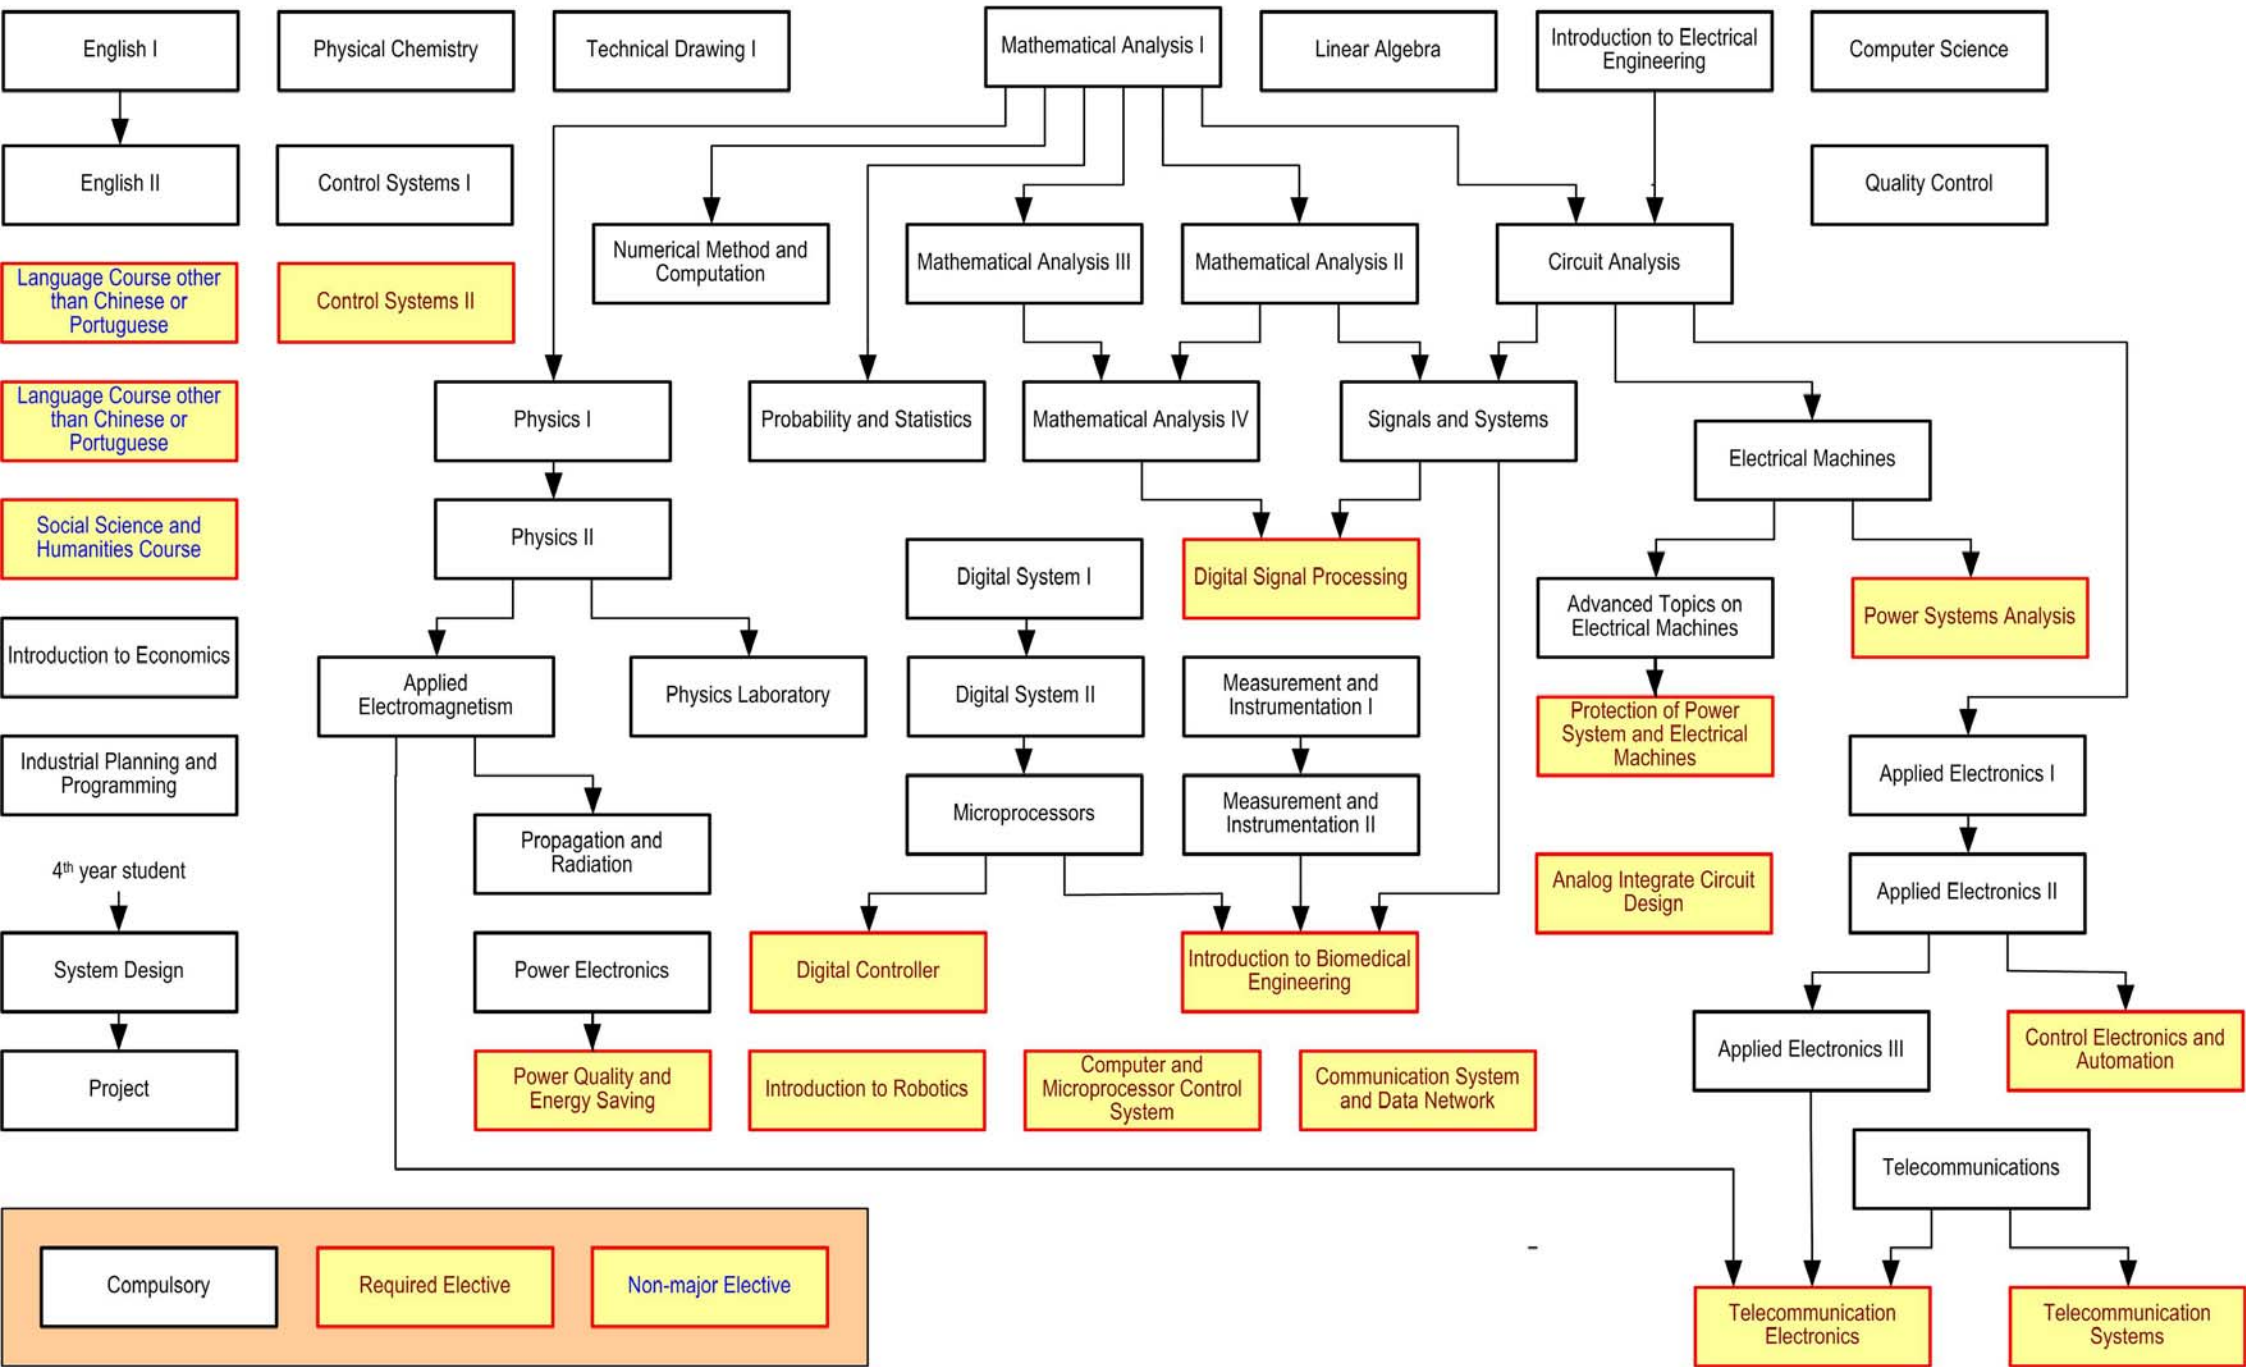 English I
Physical Chemistry
Technical Drawing I
Mathematical Analysis I
Linear Algebra
Introduction to Electrical
Engineering
Computer Science
English II
Control Systems I
Quality Control
Numerical Method and
Computation
Mathematical Analysis III
Mathematical Analysis II
Circuit Analysis
Language Course other
than Chinese or
Portuguese
Control Systems II
Language Course other
than Chinese or
Portuguese
Physics I
Probability and Statistics
Mathematical Analysis IV
Signals and Systems
Electrical Machines
Social Science and
Humanities Course
Physics II
Digital System I
Digital Signal Processing
Advanced Topics on
Electrical Machines
Power Systems Analysis
Introduction to Economics
Applied
Electromagnetism
Physics Laboratory
Digital System II
Measurement and
Instrumentation I
Protection of Power
System and Electrical
Machines
Industrial Planning and
Programming
Applied Electronics I
Propagation and
Radiation
Microprocessors
Measurement and
Instrumentation II
4th year student
Analog Integrate Circuit
Design
Applied Electronics II
System Design
Power Electronics
Digital Controller
Introduction to Biomedical
Engineering
Applied Electronics III
Control Electronics and
Automation
Project
Power Quality and
Energy Saving
Introduction to Robotics
Computer and
Microprocessor Control
System
Communication System
and Data Network
Telecommunications
Compulsory
Required Elective
Non-major Elective
Telecommunication
Electronics
Telecommunication
Systems